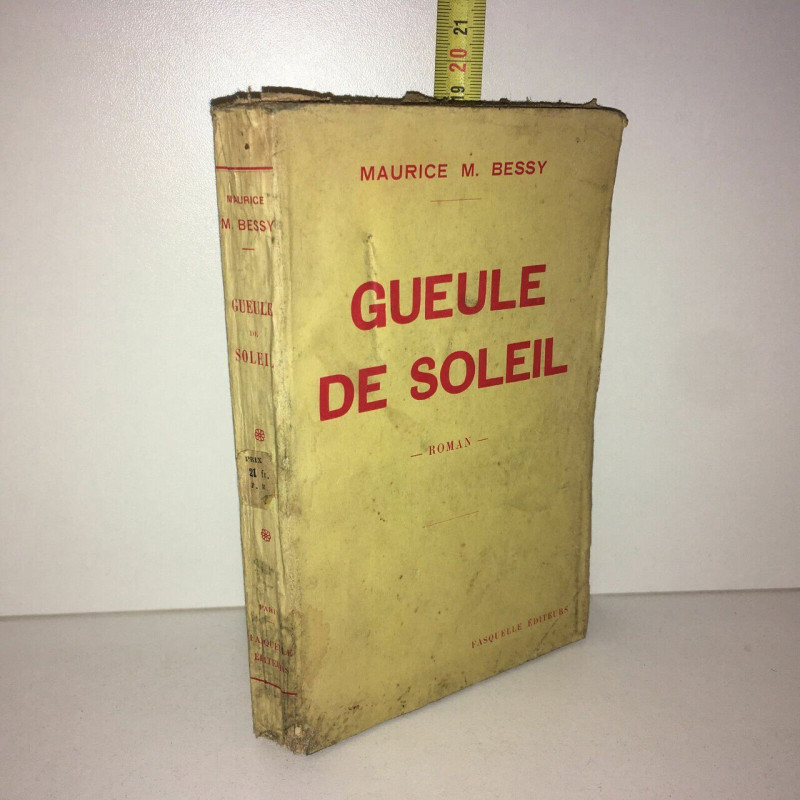 21
20
19
MAURICE M. BESSY
GUEULE
DE SOLEIL
— ROMAN —
FASQUELLE ÉDITEURS
MAURICE
M. BESSY
GUEULE
DE
SOLEIL
PRIX
21 fr.